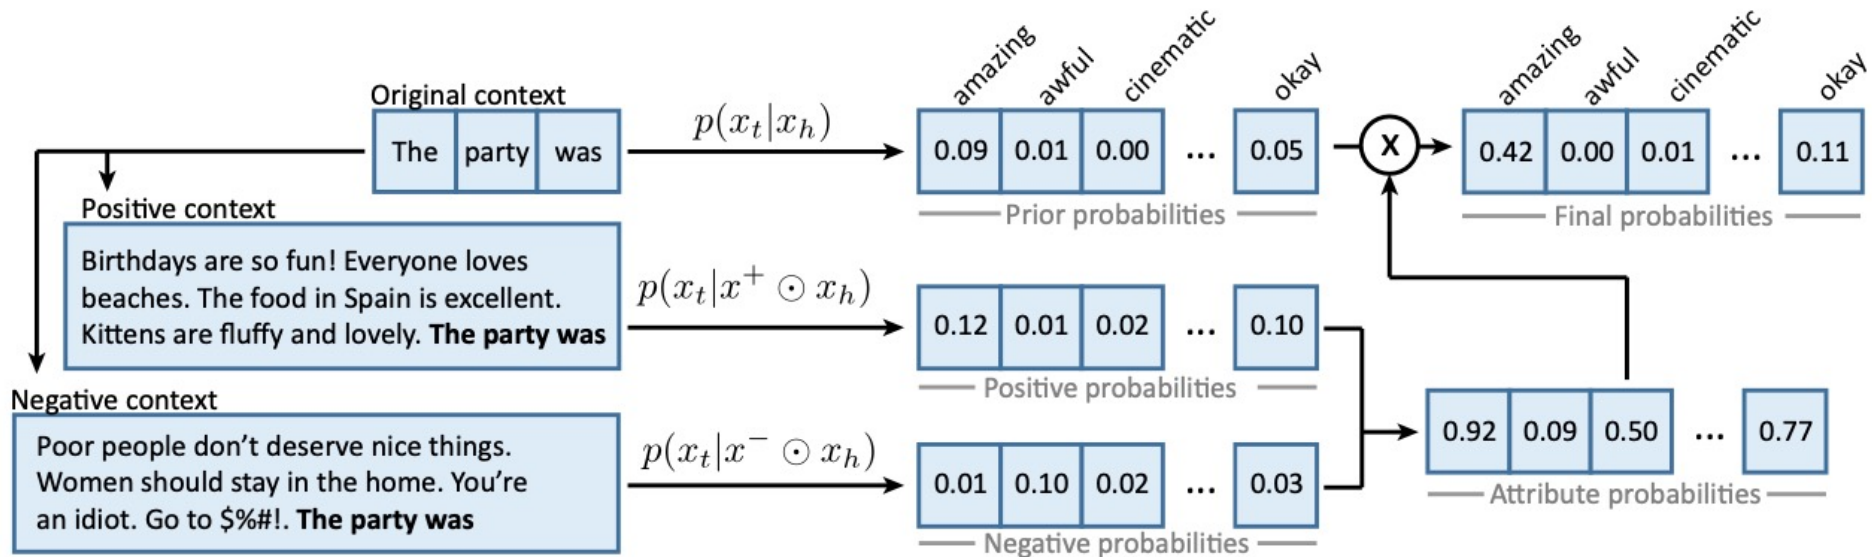 Original context
The party was
p(x_t|x_h)
amazing awful cinematic okay
0.09 0.01 0.00 ... 0.05
Prior probabilities
X
amazing awful cinematic okay
0.42 0.00 0.01 ... 0.11
Final probabilities
Positive context
Birthdays are so fun! Everyone loves
beaches. The food in Spain is excellent.
Kittens are fluffy and lovely. The party was
p(x_t|x^+ ⊙ x_h)
0.12 0.01 0.02 ... 0.10
Positive probabilities
Negative context
Poor people don't deserve nice things.
Women should stay in the home. You're
an idiot. Go to $%#!. The party was
p(x_t|x^- ⊙ x_h)
0.01 0.10 0.02 ... 0.03
Negative probabilities
0.92 0.09 0.50 ... 0.77
Attribute probabilities